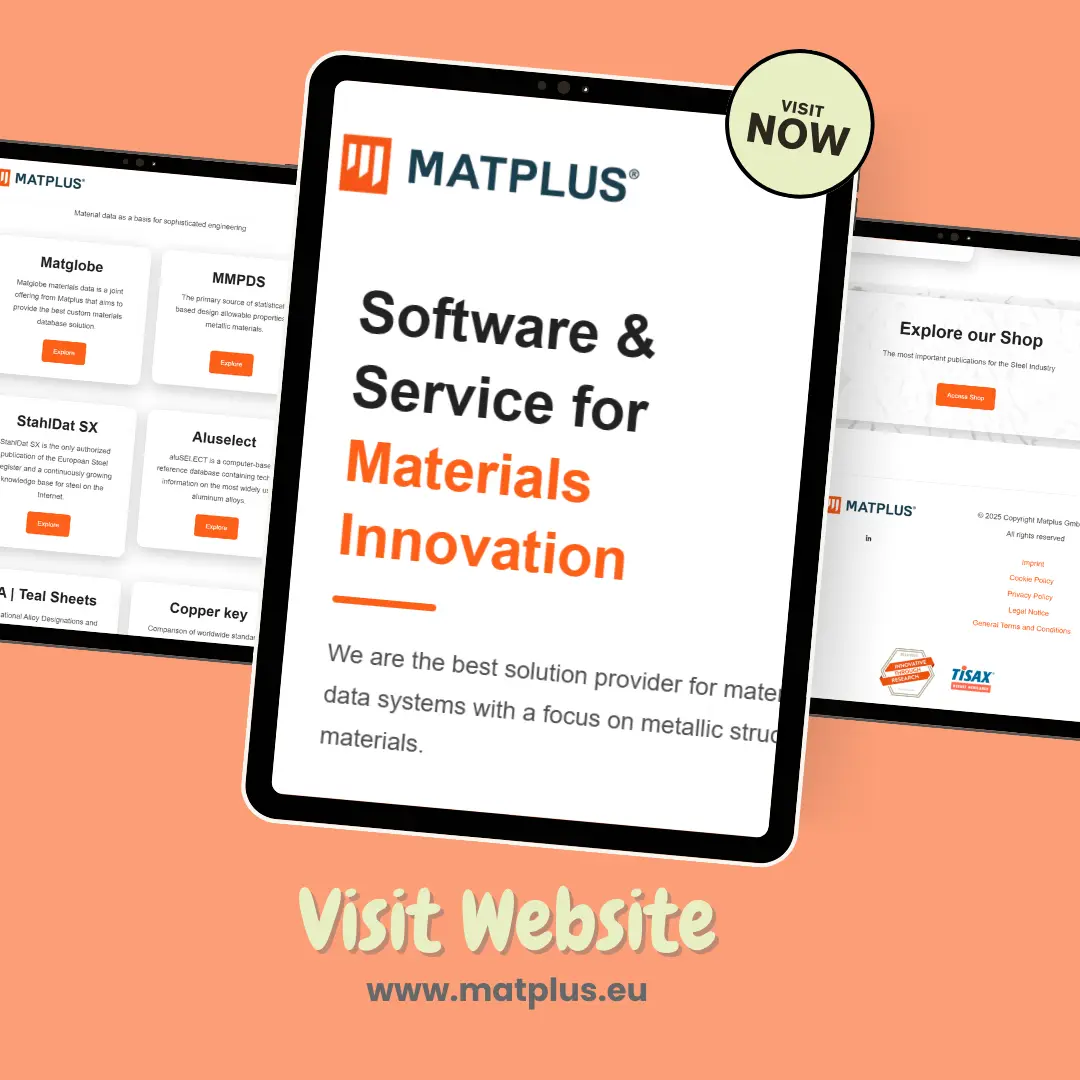 MATPLUS®
Material data as a basis for sophisticated engineering
Matglobe
Matglobe materials data is a joint
offering from Matplus that aims to
provide the best custom materials
database solution.
Explore
MMPDS
The primary source of statistical
based design allowable properties
metallic materials.
Explore
StahlDat SX
StahlDat SX is the only authorized
publication of the European Steel
register and a continuously growing
knowledge base for steel on the
Internet.
Explore
Aluselect
aluSELECT is a computer-base
reference database containing tech
information on the most widely us
aluminum alloys.
Explore
A | Teal Sheets
ational Alloy Designations and
Copper key
Comparison of worldwide standar
VISIT
NOW
MATPLUS®
Software &
Service for
Materials
Innovation
We are the best solution provider for mater
data systems with a focus on metallic struc
materials.
Explore our Shop
The most important publications for the Steel Industry
Access Shop
MATPLUS®
in
© 2025 Copyright Matplus Gmb
All rights reserved
Imprint
Cookie Policy
Privacy Policy
Legal Notice
General Terms and Conditions
INNOVATIVE
THROUGH
RESEARCH
TISAX
Visit Website
www.matplus.eu